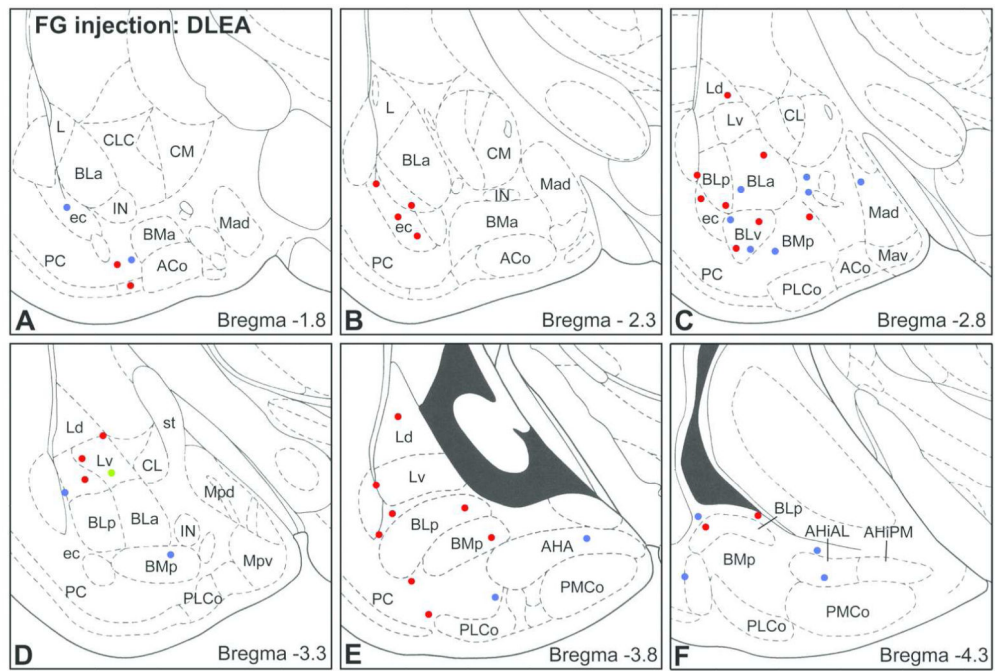 FG injection: DLEA
L
CLC
CM
BLa
ec
IN
BMa
Mad
PC
ACo
A
Bregma -1.8
L
BLa
CM
IN
Mad
ec
BMa
PC
ACo
B
Bregma - 2.3
Ld
Lv
CL
BLp
BLa
ec
BLv
BMp
Mad
PC
ACo
Mav
PLCo
C
Bregma -2.8
Ld
st
Lv
CL
Mpd
BLp
BLa
IN
ec
BMp
Mpv
PC
PLCo
D
Bregma -3.3
Ld
Lv
BLp
BMp
AHA
PC
PMCo
PLCo
E
Bregma -3.8
BLp
AHiAL
AHiPM
BMp
PMCo
PLCo
F
Bregma -4.3